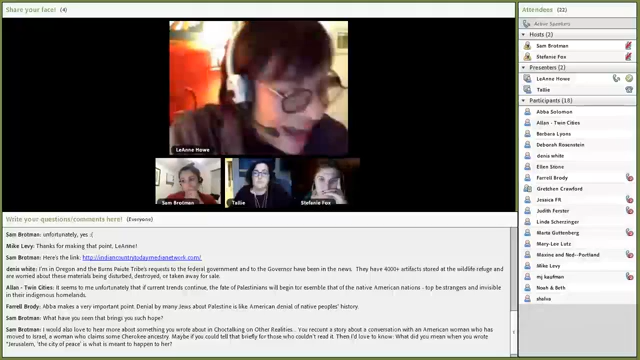 Share your face! (4)
LeAnne Howe
Sam Brotman
Tallie
Stefanie Fox
Write your questions/comments here! (Everyone)
Sam Brotman: unfortunately, yes :(
Mike Levy: Thanks for making that point, LeAnne!
Sam Brotman: Here's the link: http://indiancountrytodaymedianetwork.com/
denis white: I'm in Oregon and the Burns Paiute Tribe's requests to the federal government and to the Governor have been in the news. They have 4000+ artifacts stored at the wildlife refuge and
are worried about these materials being disturbed, destroyed, or taken away for sale.
Allan - Twin Cities: It seems to me unfortunately that if current trends continue, the fate of Palestinians will begin to resemble that of the native American nations - top be strangers and invisible in
their indigenous homelands.
Farrell Brody: Abba makes a very important point. Denial by many Jews about Palestine is like American denial of native peoples' history.
Sam Brotman: What have you seen that brings you such hope?
Sam Brotman: I would also love to hear more about something you wrote about in Choctalking on Other Realities.. You recount a story about a conversation with an American woman who has
moved to Israel, a woman who claims some Cherokee ancestry. Maybe if you could tell that briefly for those who couldn't read it. Then I'd love to know: What did you mean when you wrote
"Jerusalem, 'the city of peace' is what is meant to happen to her?
Attendees (22)
Active Speakers
Hosts (2)
Sam Brotman
Stefanie Fox
Presenters (2)
LeAnne Howe
Tallie
Participants (18)
Abba Solomon
Allan - Twin Cities
Barbara Lyons
Deborah Rosenstein
denis white
Ellen Stone
Farrell Brody
Gretchen Crawford
Jessica FR
Judith Ferster
Linda Scherzinger
Marta Guttenberg
Mary-Lee Lutz
Maxine and Ned--Portland
Mike Levy
mj kaufman
Noah & Beth
shelve